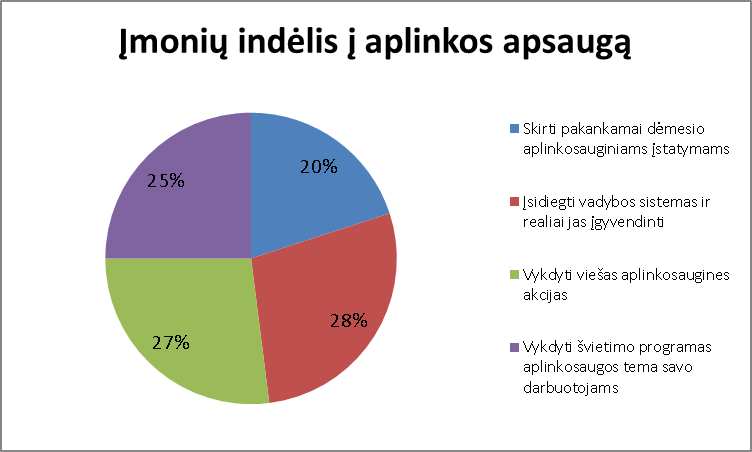 Įmonių indėlis į aplinkos apsaugą
20%
28%
27%
25%
Skirti pakankamai dėmesio
aplinkosauginiams įstatymams
Įsidiegti vadybos sistemas ir
realiai jas įgyvendinti
Vykdyti viešas aplinkosaugines
akcijas
Vykdyti švietimo programas
aplinkosaugos tema savo
darbuotojams